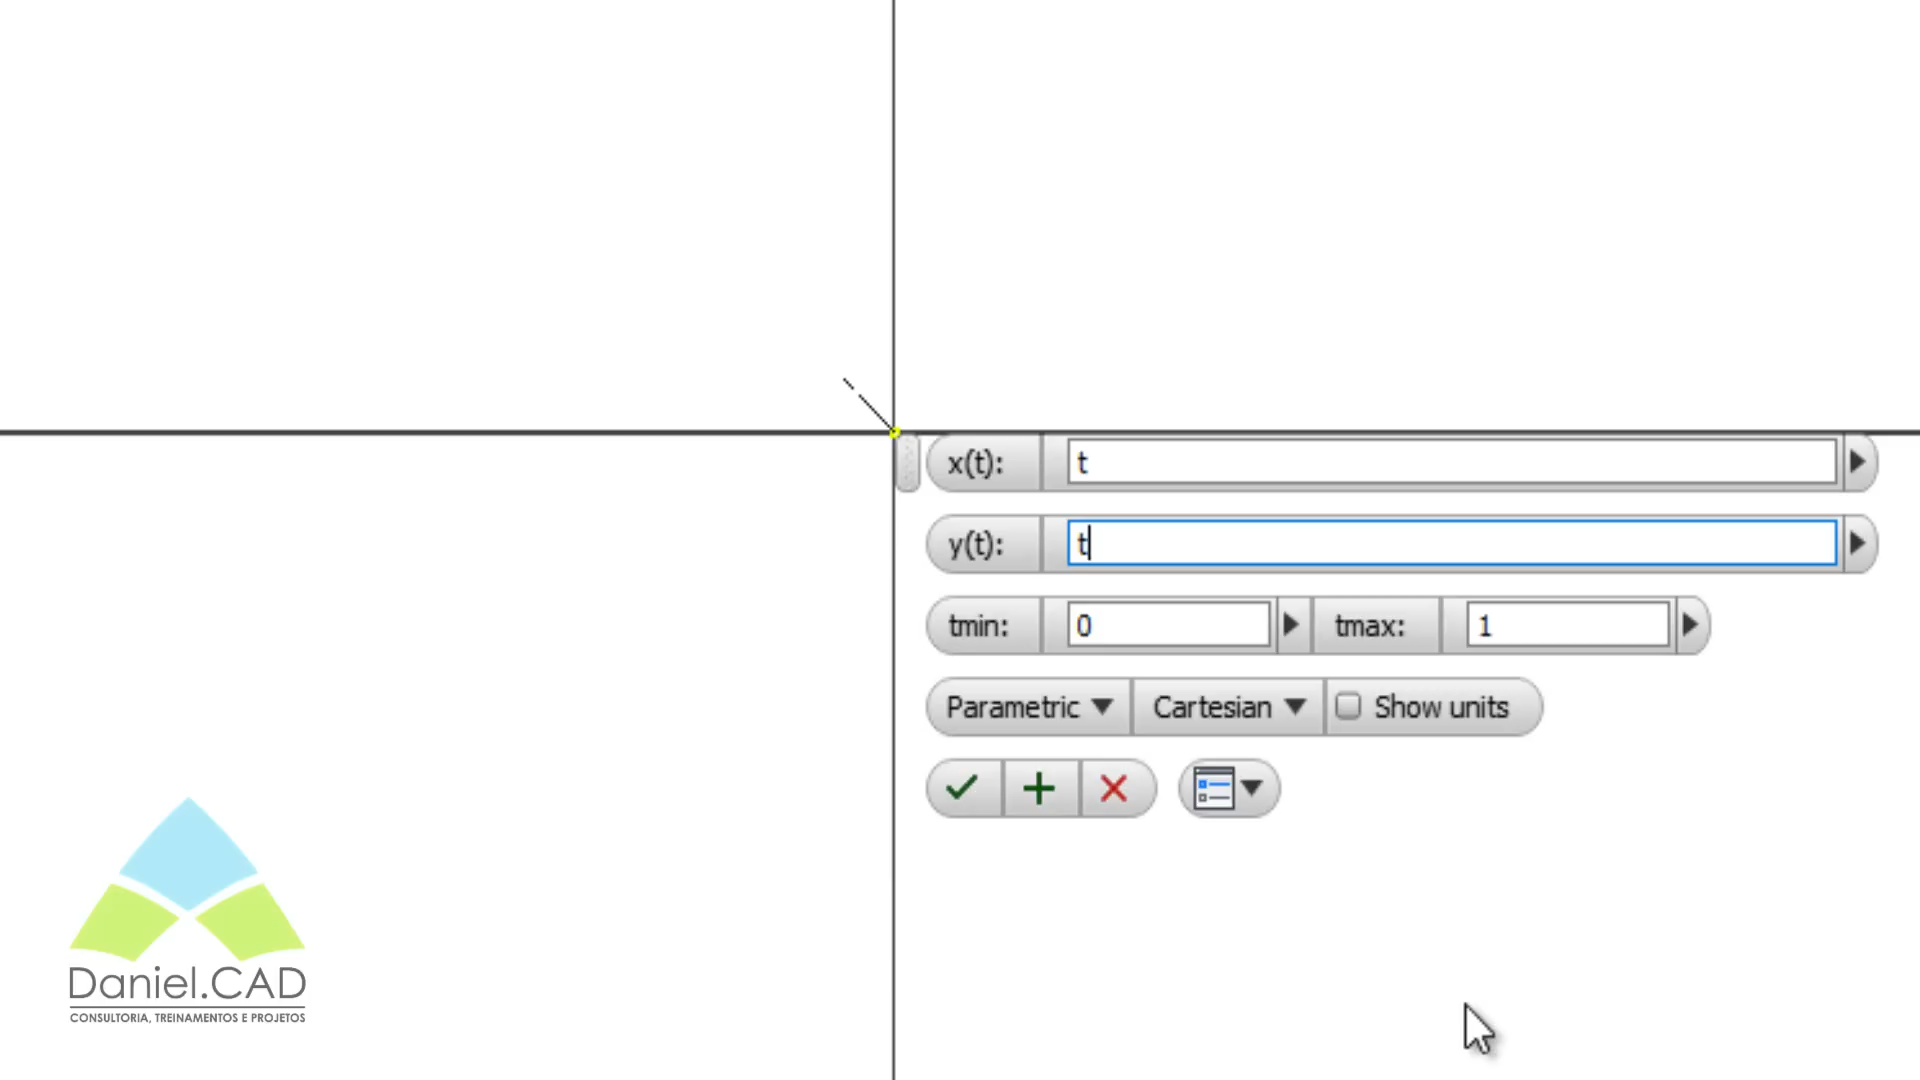 x(t): t
y(t): t
tmin: 0 tmax: 1
Parametric Cartesian Show units
Daniel.CAD
CONSULTORIA, TREINAMENTOS E PROJETOS